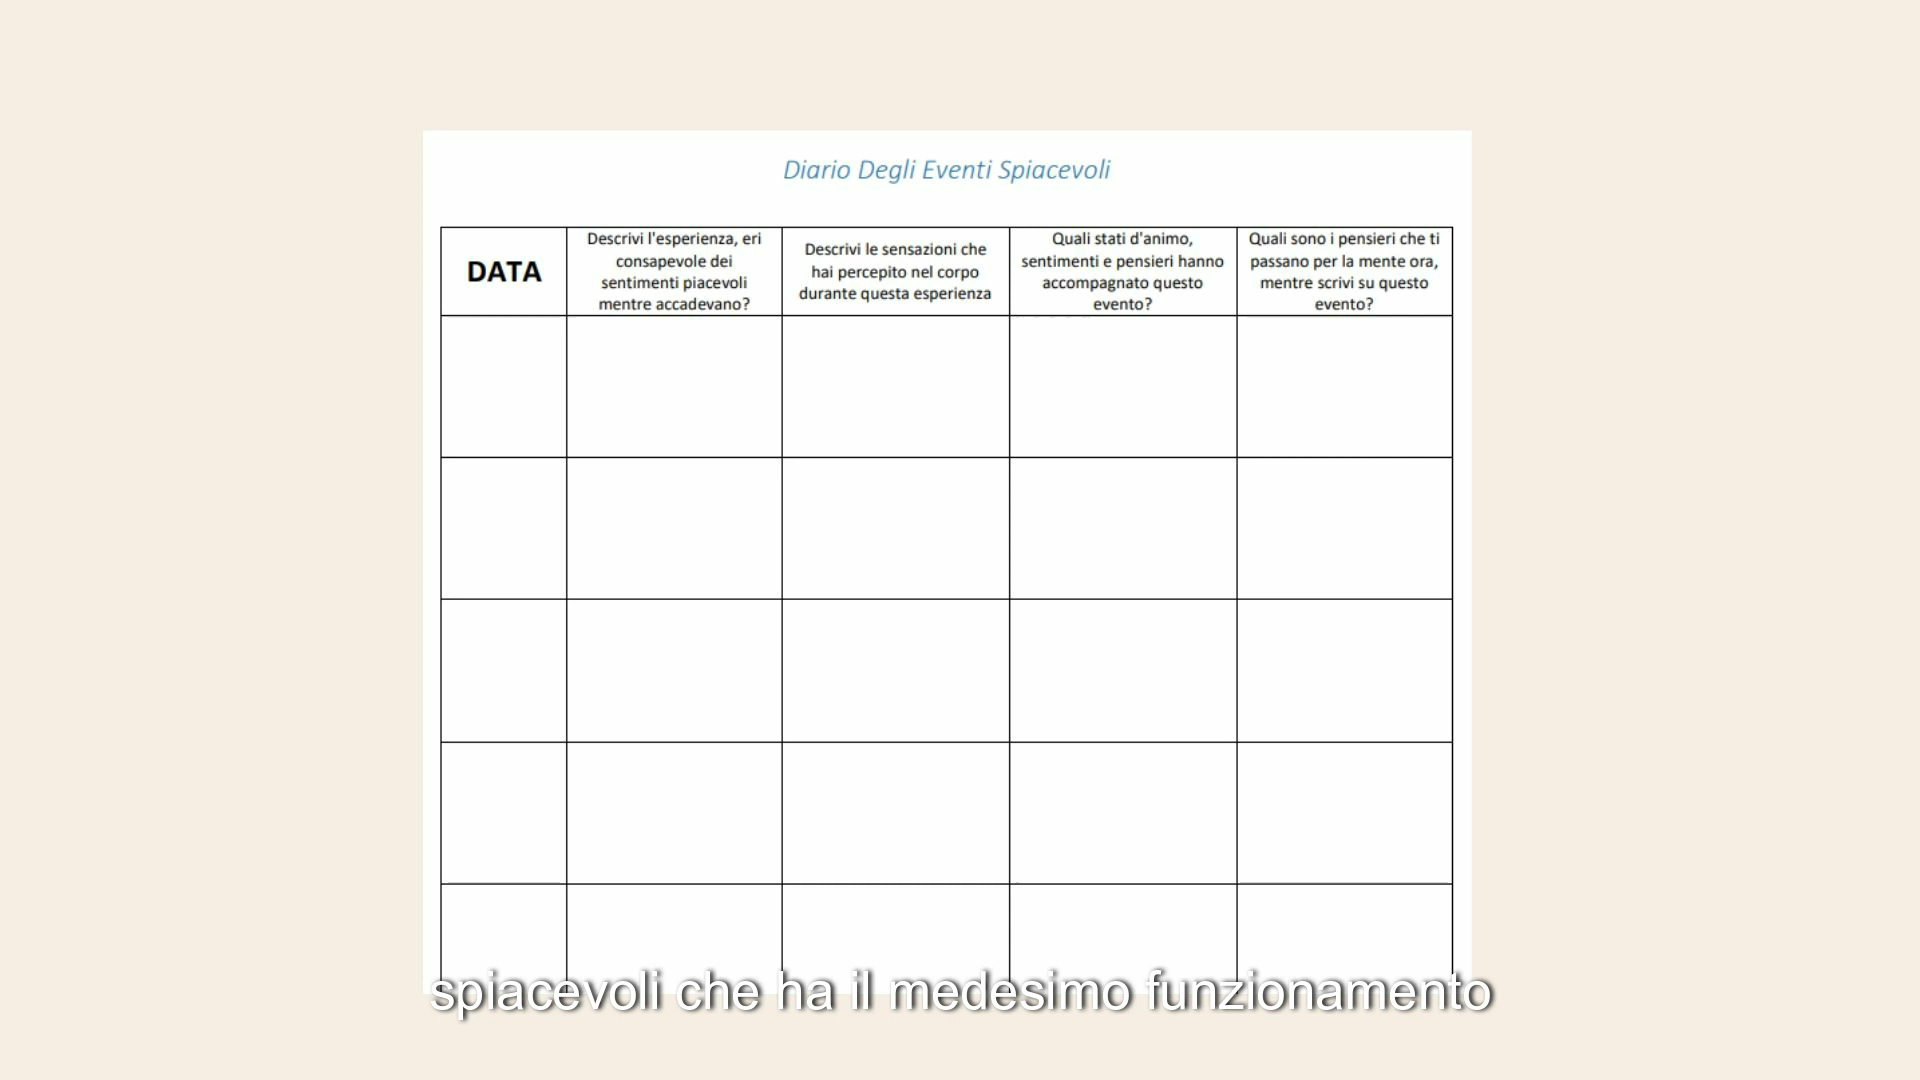 Diario Degli Eventi Spiacevoli
DATA
Descrivi l'esperienza, eri
consapevole dei
sentimenti piacevoli
mentre accadevano?
Descrivi le sensazioni che
hai percepito nel corpo
durante questa esperienza
Quali stati d'animo,
sentimenti e pensieri hanno
accompagnato questo
evento?
Quali sono i pensieri che ti
passano per la mente ora,
mentre scrivi su questo
evento?
spiacevoli che ha il medesimo funzionamento